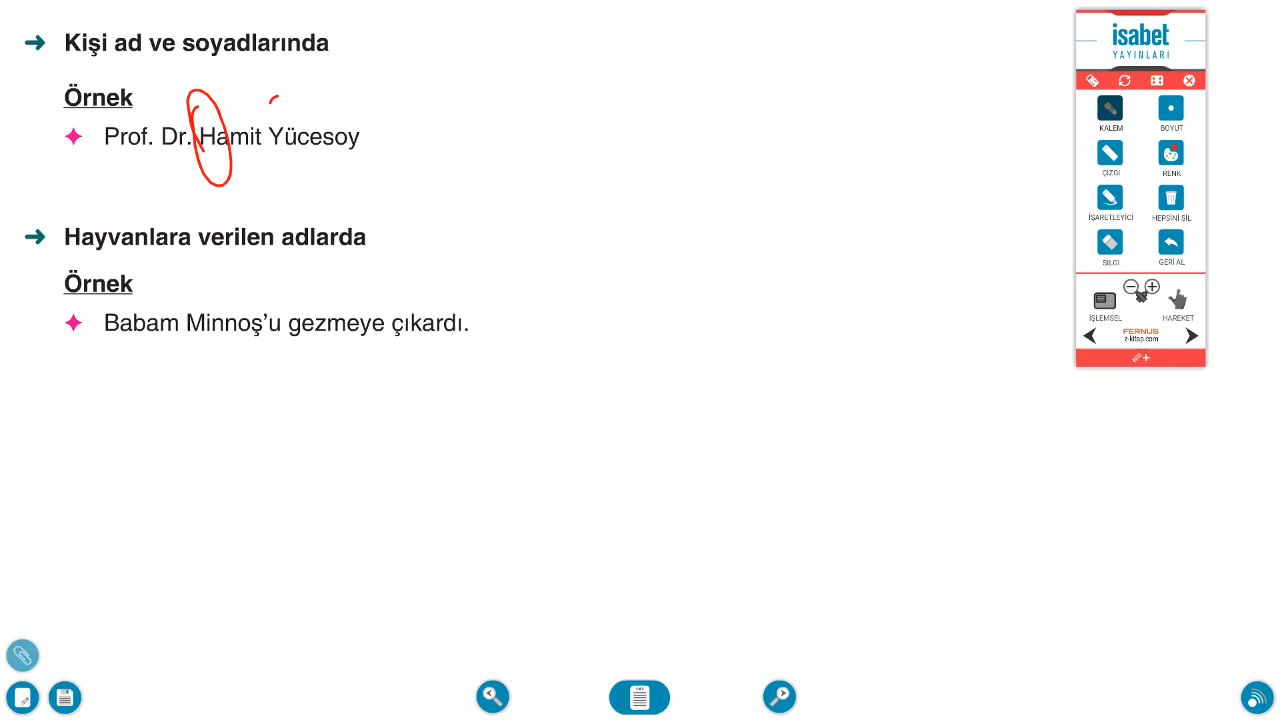 Kişi ad ve soyadlarında
Örnek
Prof. Dr. Hamit Yücesoy
Hayvanlara verilen adlarda
Örnek
Babam Minnoş’u gezmeye çıkardı.
isabet
YAYINLARI
KALEM
BOYUT
ÇİZGİ
RENK
İŞARETLEYİCİ
HEPSİNİ SİL
SİLGİ
GERİ AL
İŞLEMSEL
HAREKET
FERNUS
z-kitap.com